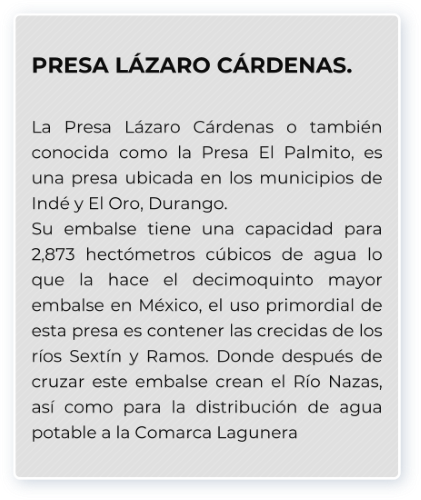 PRESA LÁZARO CÁRDENAS.
La Presa Lázaro Cárdenas o también
conocida como la Presa El Palmito, es
una presa ubicada en los municipios de
Indé y El Oro, Durango.
Su embalse tiene una capacidad para
2,873 hectómetros cúbicos de agua lo
que la hace el decimoquinto mayor
embalse en México, el uso primordial de
esta presa es contener las crecidas de los
ríos Sextín y Ramos. Donde después de
cruzar este embalse crean el Río Nazas,
así como para la distribución de agua
potable a la Comarca Lagunera